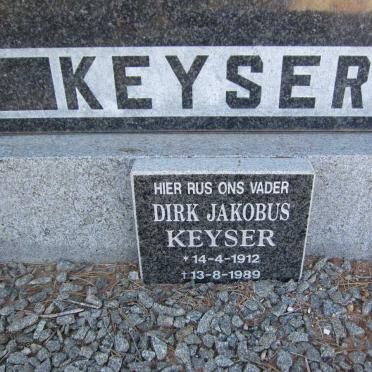 KEYSER
HIER RUS ONS VADER
DIRK JAKOBUS
KEYSER
*14-4-1912
†13-8-1989